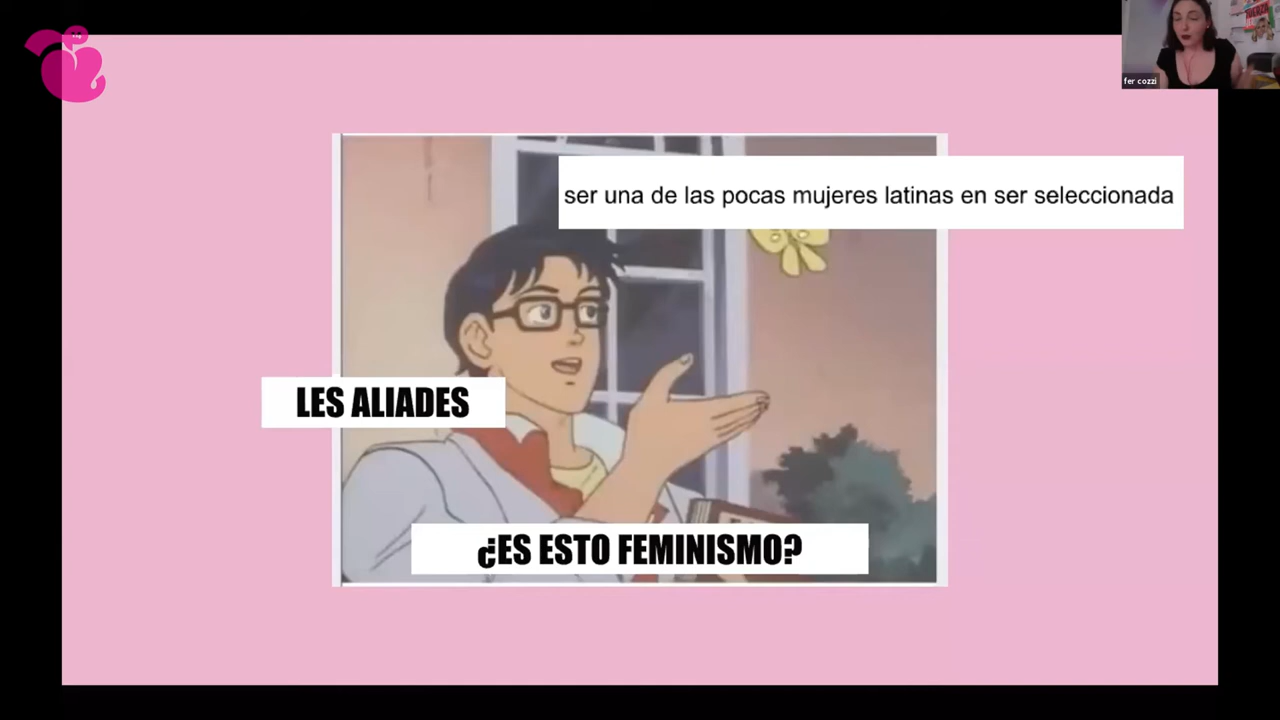 fer cozzi
ser una de las pocas mujeres latinas en ser seleccionada
LES ALIADES
¿ES ESTO FEMINISMO?